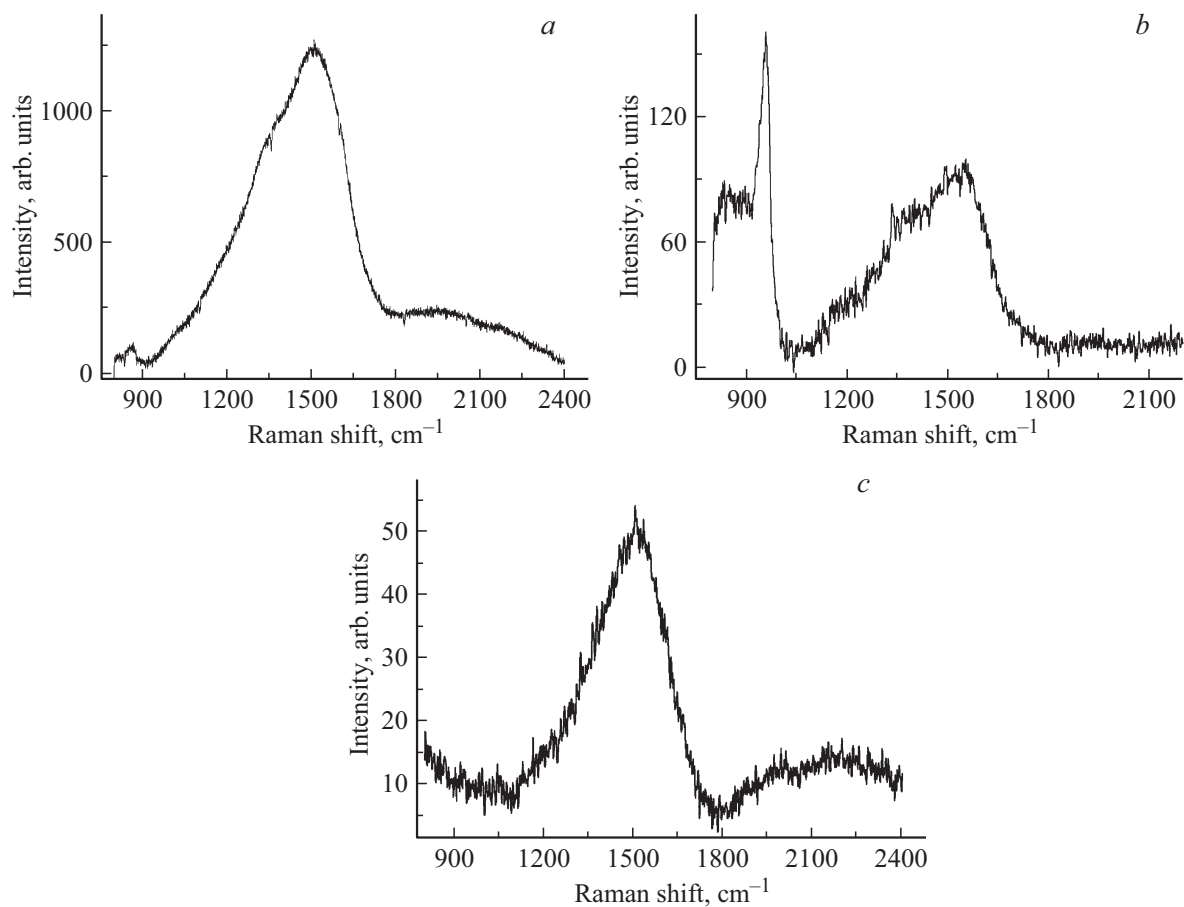 a
1000
500
0
900 1200 1500 1800 2100 2400
Intensity, arb. units
Raman shift, cm⁻¹
b
120
60
0
900 1200 1500 1800 2100
Intensity, arb. units
Raman shift, cm⁻¹
c
50
40
30
20
10
900 1200 1500 1800 2100 2400
Intensity, arb. units
Raman shift, cm⁻¹